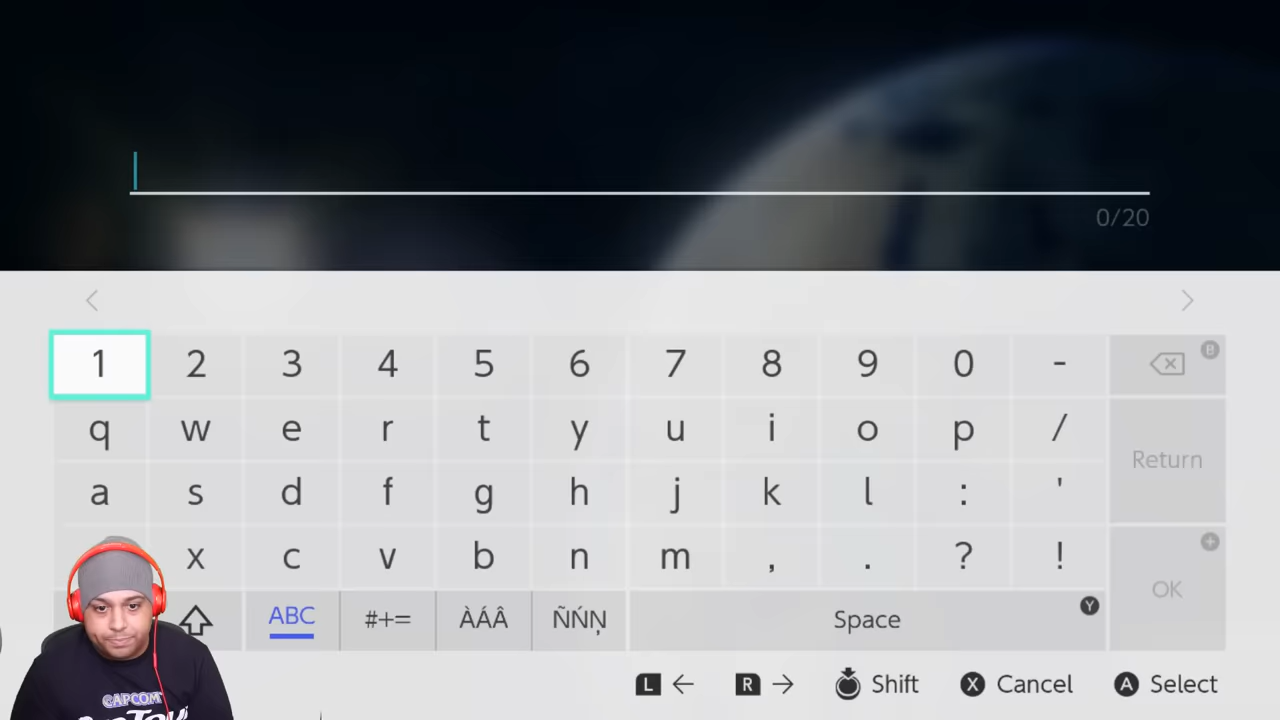 0/20
1 2 3 4 5 6 7 8 9 0 - B
q w e r t y u i o p /
Return
a s d f g h j k l : '
x c v b n m , . ? ! +
ABC #+= ÀÁÂ ÑŃŅ Space Y OK
L ← R → Shift X Cancel A Select
CAPCOM